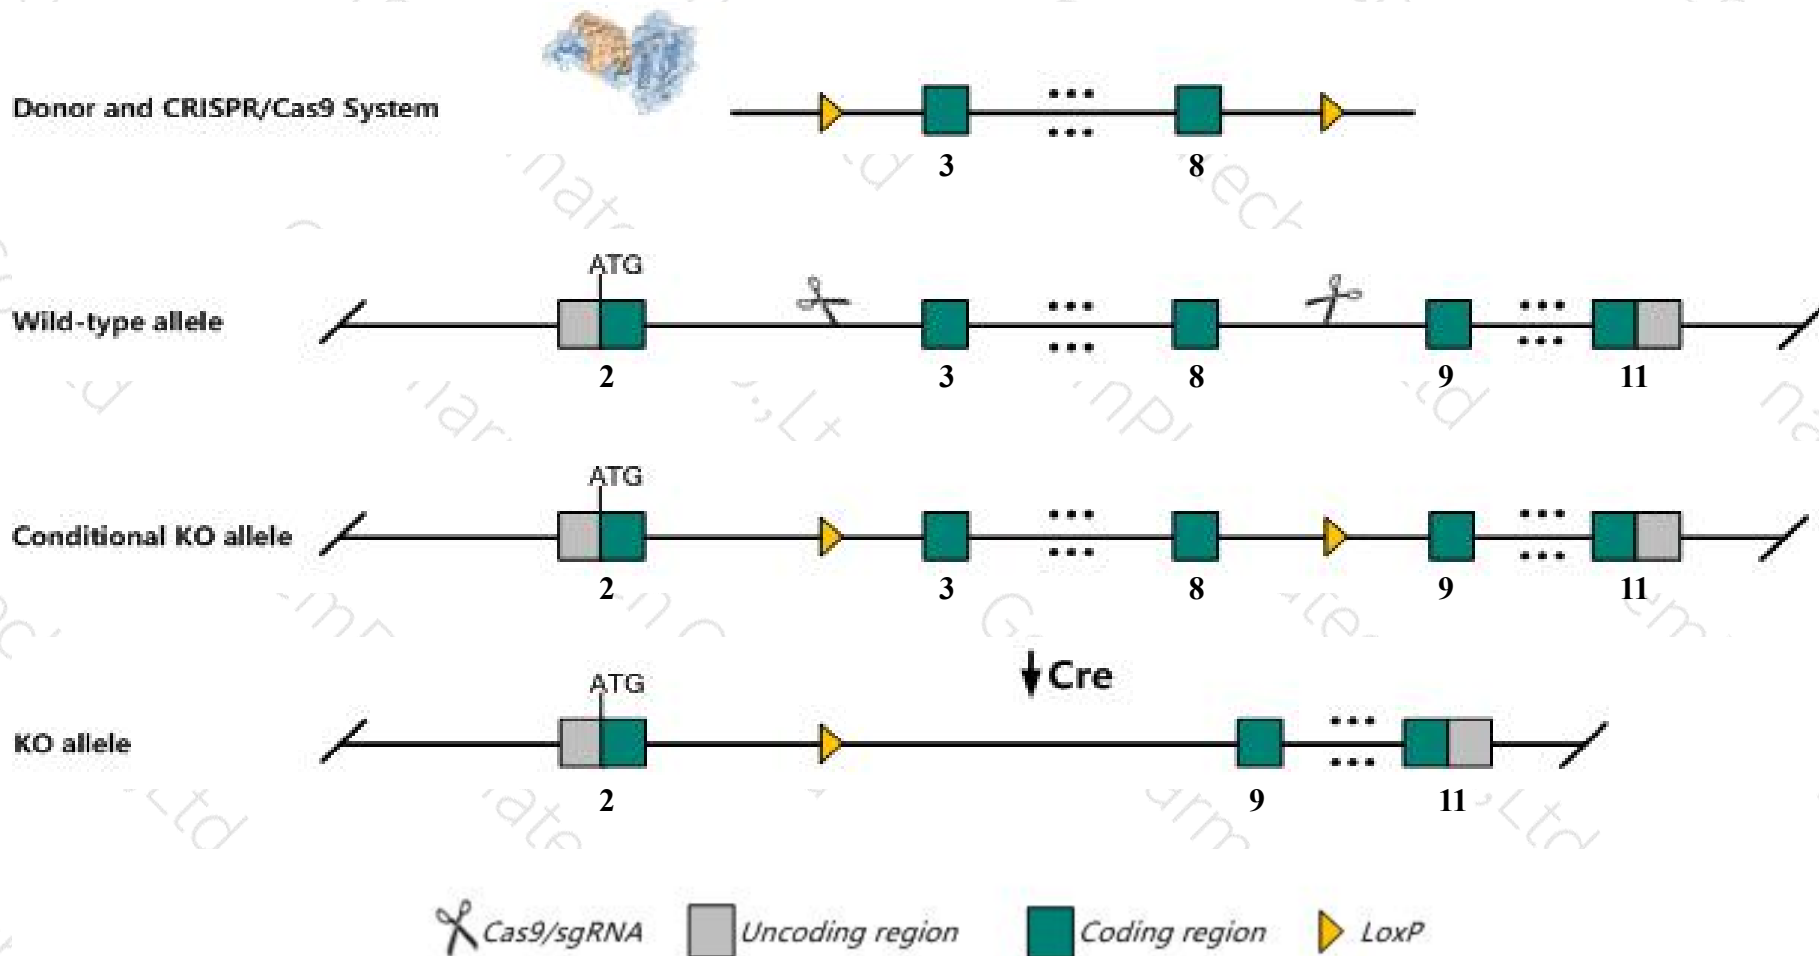 Donor and CRISPR/Cas9 System
3 8
ATG
Wild-type allele
2 3 8 9 11
ATG
Conditional KO allele
2 3 8 9 11
Cre
ATG
KO allele
2 9 11
Cas9/sgRNA Uncoding region Coding region LoxP